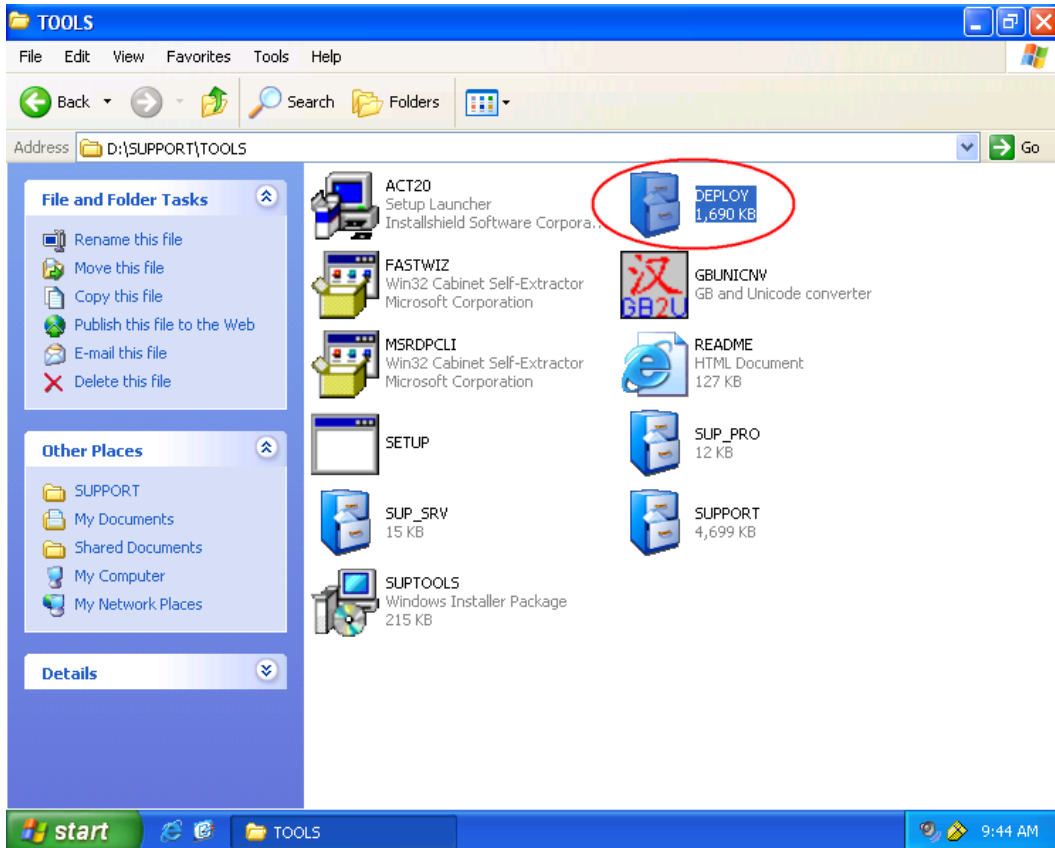 TOOLS
File Edit View Favorites Tools Help
Back Search Folders
Address D:\SUPPORT\TOOLS Go
File and Folder Tasks
Rename this file
Move this file
Copy this file
Publish this file to the Web
E-mail this file
Delete this file
Other Places
SUPPORT
My Documents
Shared Documents
My Computer
My Network Places
Details
ACT20
Setup Launcher
Installshield Software Corpora...
DEPLOY
1,690 KB
FASTWIZ
Win32 Cabinet Self-Extractor
Microsoft Corporation
汉
GB2U
GBUNICNV
GB and Unicode converter
MSRDPCLI
Win32 Cabinet Self-Extractor
Microsoft Corporation
README
HTML Document
127 KB
SETUP
SUP_PRO
12 KB
SUP_SRV
15 KB
SUPPORT
4,699 KB
SUPTOOLS
Windows Installer Package
215 KB
start TOOLS 9:44 AM